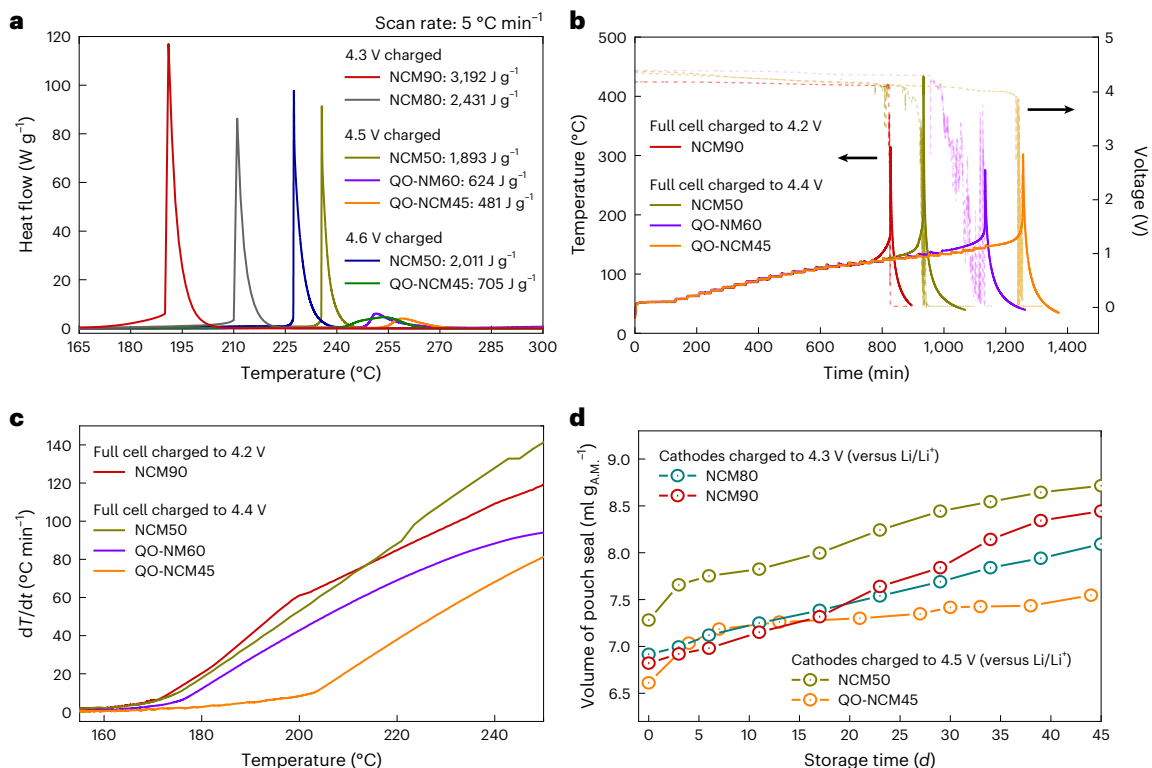 a
Scan rate: 5 °C min⁻¹
120
100
80
60
40
20
0
Heat flow (W g⁻¹)
4.3 V charged
NCM90: 3,192 J g⁻¹
NCM80: 2,431 J g⁻¹
4.5 V charged
NCM50: 1,893 J g⁻¹
QO-NM60: 624 J g⁻¹
QO-NCM45: 481 J g⁻¹
4.6 V charged
NCM50: 2,011 J g⁻¹
QO-NCM45: 705 J g⁻¹
165 180 195 210 225 235 255 270 285 300
Temperature (°C)
b
500
400
300
200
100
0
Temperature (°C)
Full cell charged to 4.2 V
NCM90
Full cell charged to 4.4 V
NCM50
QO-NM60
QO-NCM45
5
4
3
2
1
0
Voltage (V)
0 200 400 600 800 1,000 1,200 1,400
Time (min)
c
140
120
100
80
60
40
20
0
dT/dt (°C min⁻¹)
Full cell charged to 4.2 V
NCM90
Full cell charged to 4.4 V
NCM50
QO-NM60
QO-NCM45
160 180 200 220 240
Temperature (°C)
d
9.0
8.5
8.0
7.5
7.0
6.5
Volume of pouch seal (ml g_A.M.⁻¹)
Cathodes charged to 4.3 V (versus Li/Li⁺)
NCM80
NCM90
Cathodes charged to 4.5 V (versus Li/Li⁺)
NCM50
QO-NCM45
0 5 10 15 20 25 30 35 40 45
Storage time (d)